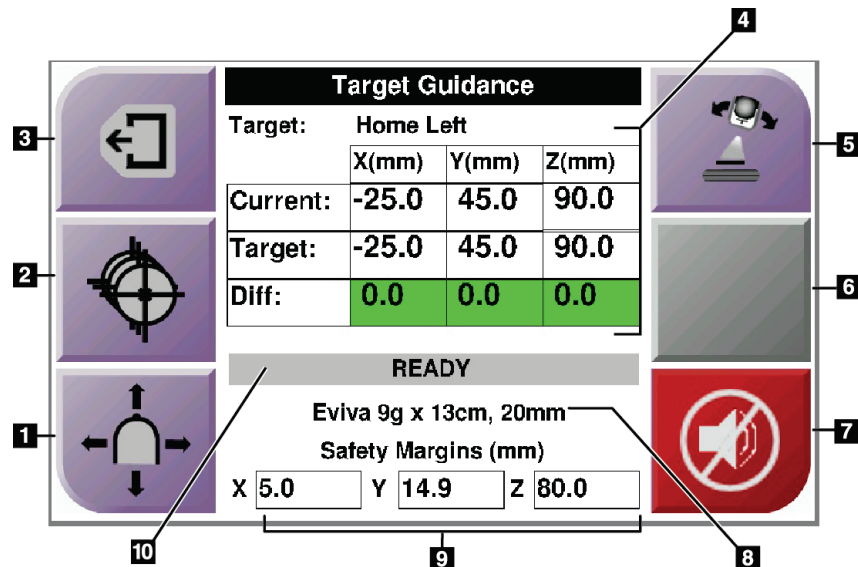 4
Target Guidance
3
Target: Home Left
5
X(mm) Y(mm) Z(mm)
Current: -25.0 45.0 90.0
Target: -25.0 45.0 90.0
2
6
Diff: 0.0 0.0 0.0
READY
Eviva 9g x 13cm, 20mm
1
7
Safety Margins (mm)
X 5.0 Y 14.9 Z 80.0
10
9
8